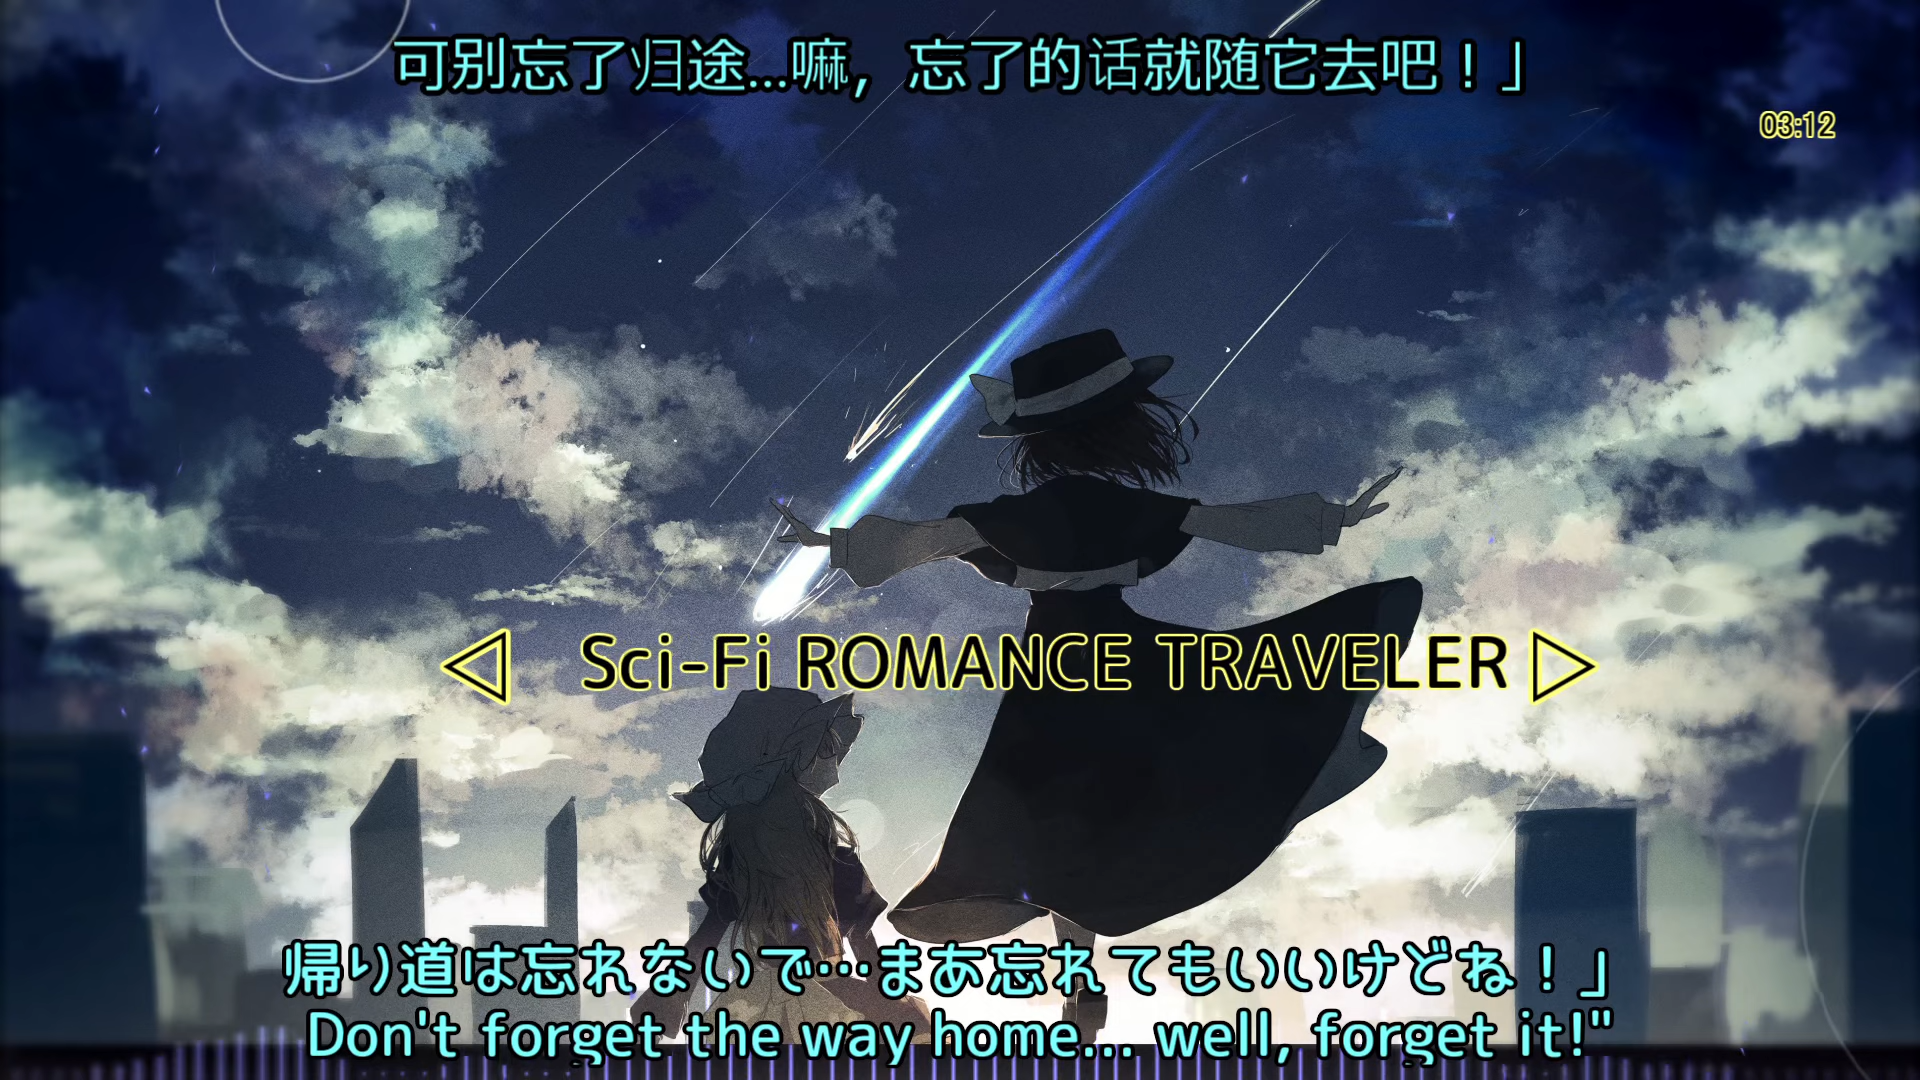 可别忘了归途...嘛，忘了的话就随它去吧！」
03:12
◁ Sci-Fi ROMANCE TRAVELER ▷
帰り道は忘れないで…まあ忘れてもいいけどね！」
Don't forget the way home... well, forget it!"